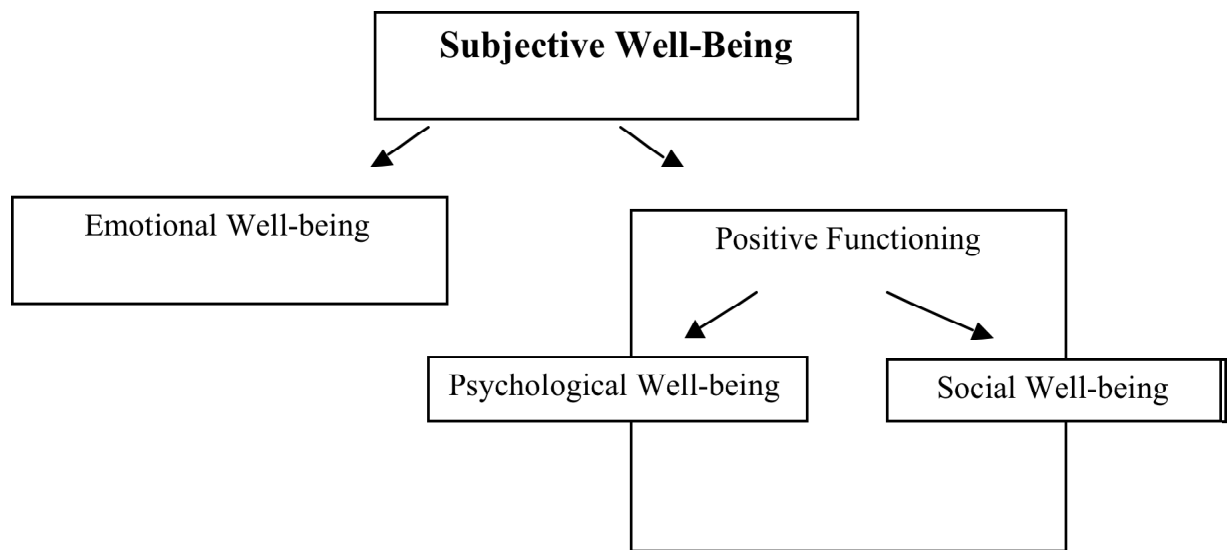 Subjective Well-Being
Emotional Well-being
Positive Functioning
Psychological Well-being
Social Well-being